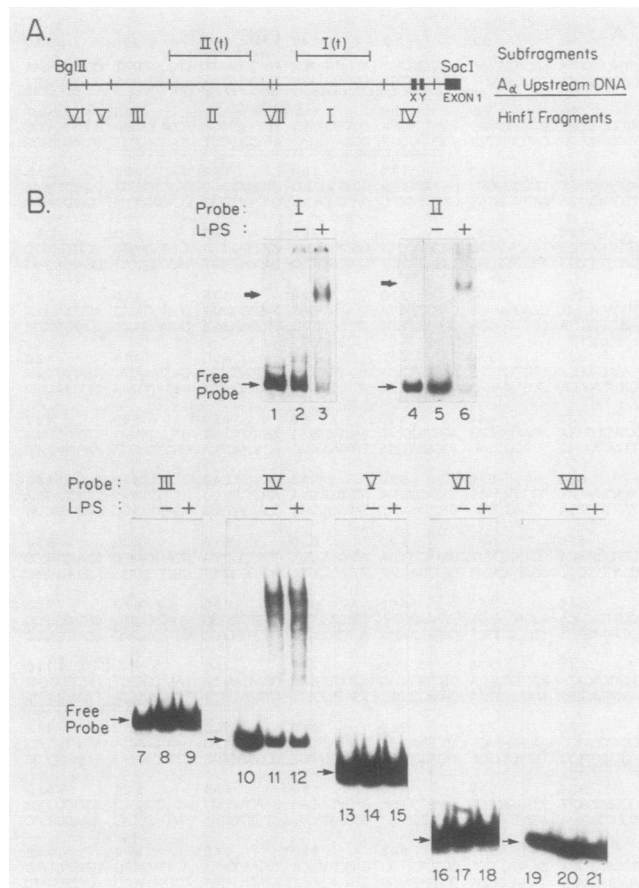 A.
II(t) I(t)
BglII SacI Subfragments
XY EXON 1 Aα Upstream DNA
VI V III II VII I IV HinfI Fragments
B.
Probe: I II
LPS : − + − +
Free Probe
1 2 3 4 5 6
Probe: III IV V VI VII
LPS : − + − + − + − + − +
Free Probe
7 8 9 10 11 12 13 14 15 16 17 18 19 20 21